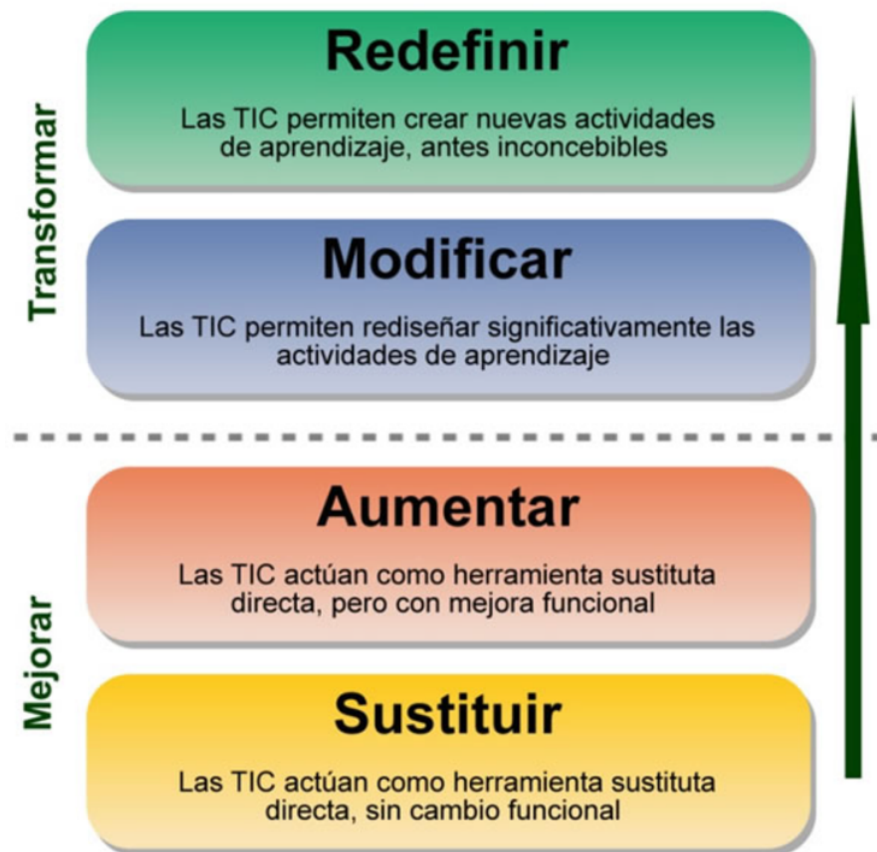 Transformar
Redefinir
Las TIC permiten crear nuevas actividades
de aprendizaje, antes inconcebibles
Modificar
Las TIC permiten rediseñar significativamente las
actividades de aprendizaje
Mejorar
Aumentar
Las TIC actúan como herramienta sustituta
directa, pero con mejora funcional
Sustituir
Las TIC actúan como herramienta sustituta
directa, sin cambio funcional